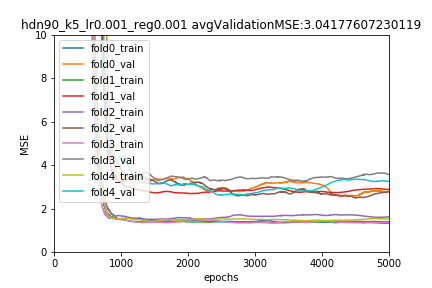 hdn90_k5_lr0.001_reg0.001 avgValidationMSE:3.04177607230119
10
8
6
4
2
0
MSE
fold0_train
fold0_val
fold1_train
fold1_val
fold2_train
fold2_val
fold3_train
fold3_val
fold4_train
fold4_val
0 1000 2000 3000 4000 5000
epochs